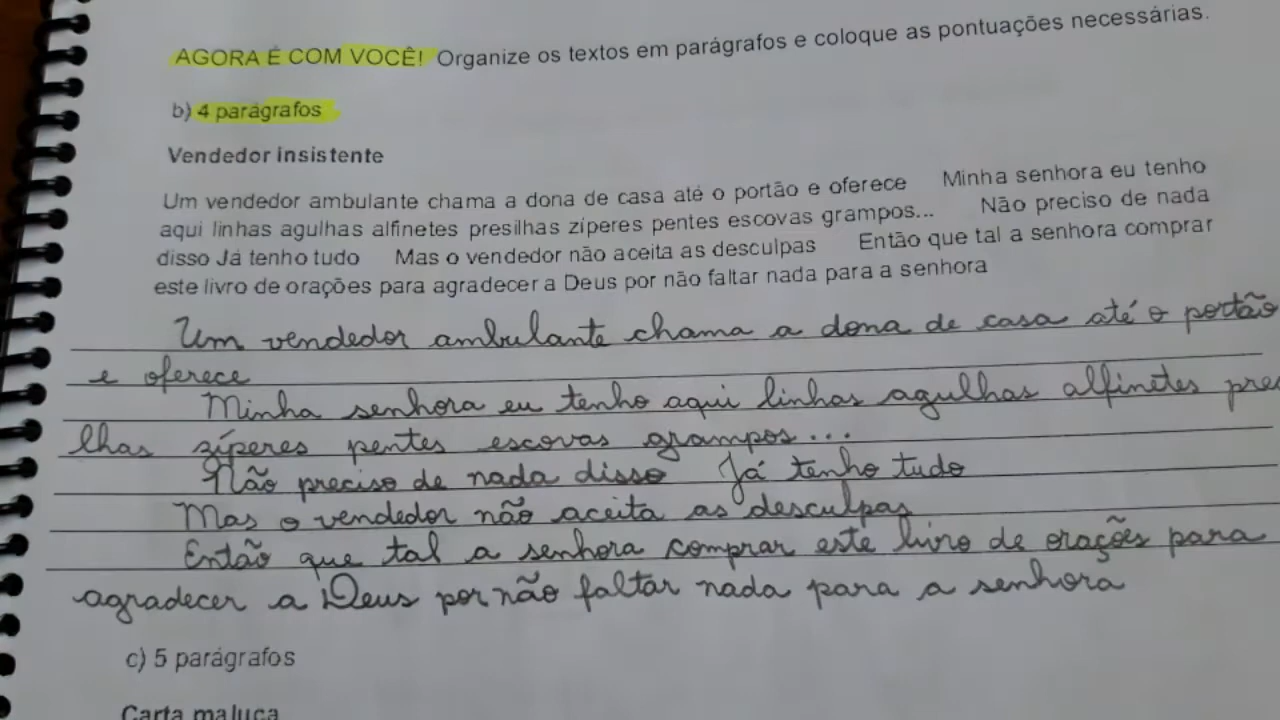 AGORA É COM VOCÊ! Organize os textos em parágrafos e coloque as pontuações necessárias.
b) 4 parágrafos
Vendedor insistente
Um vendedor ambulante chama a dona de casa até o portão e oferece Minha senhora eu tenho
aqui linhas agulhas alfinetes presilhas zíperes pentes escovas grampos... Não preciso de nada
disso Já tenho tudo Mas o vendedor não aceita as desculpas Então que tal a senhora comprar
este livro de orações para agradecer a Deus por não faltar nada para a senhora
Um vendedor ambulante chama a dona de casa até o portão
e oferece
Minha senhora eu tenho aqui linhas agulhas alfinetes pres
lhas zíperes pentes escovas grampos...
Não preciso de nada disso Já tenho tudo
Mas o vendedor não aceita as desculpas
Então que tal a senhora comprar este livro de orações para
agradecer a Deus por não faltar nada para a senhora
c) 5 parágrafos
Carta maluca